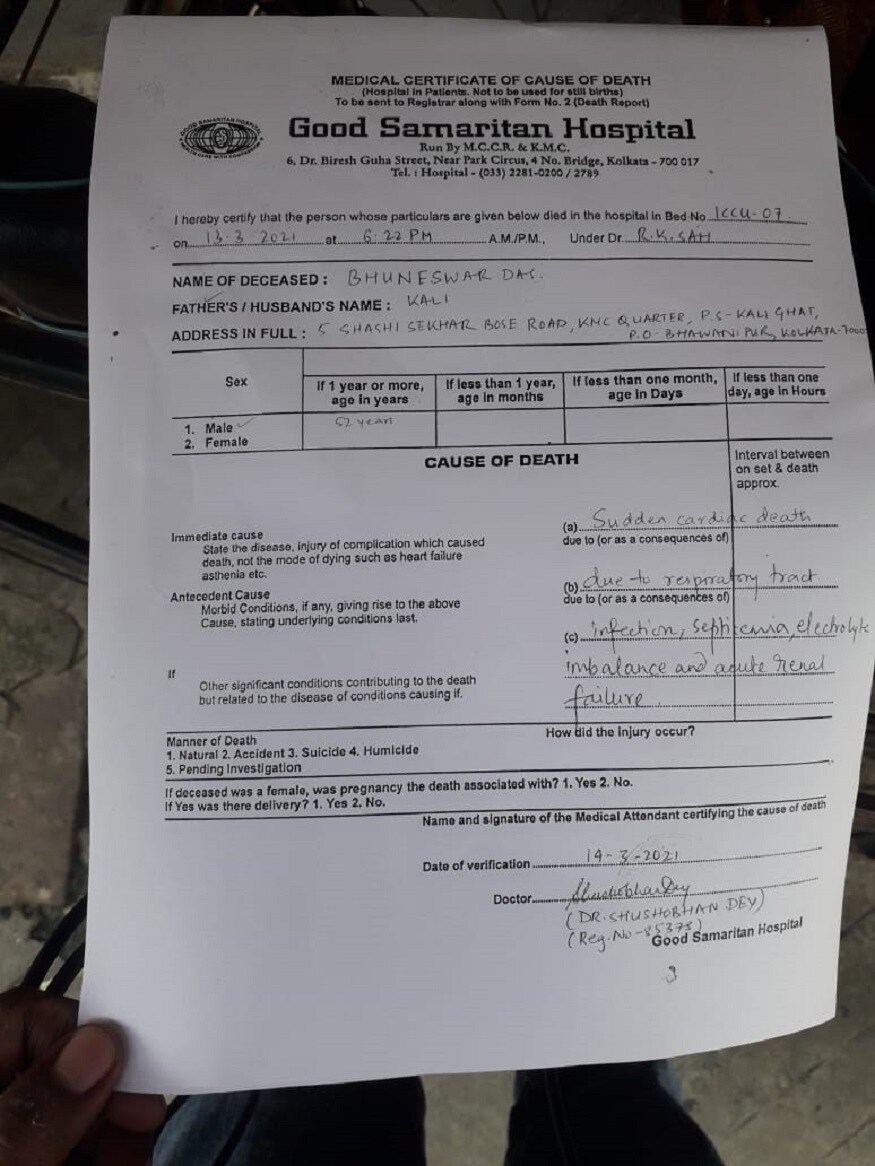 MEDICAL CERTIFICATE OF CAUSE OF DEATH
(Hospital In Patients. Not to be used for still births)
To be sent to Registrar along with Form No. 2 (Death Report)
GOOD SAMARITAN HOSPITAL
Good Samaritan Hospital
Run By M.C.C.R. & K.M.C.
6, Dr. Biresh Guha Street, Near Park Circus, 4 No. Bridge, Kolkata - 700 017
Tel. : Hospital - (033) 2281-0200 / 2789
I hereby certify that the person whose particulars are given below died in the hospital in Bed No. ICCU-07
on 13-3 2021 at 6:22 PM A.M./P.M., Under Dr. R.K. SAH
NAME OF DECEASED : BHUNESWAR DAS.
FATHER'S / HUSBAND'S NAME : KALI
ADDRESS IN FULL : 5 SHASHI SEKHAR BOSE ROAD, KMC QUARTER, P.S - KALIGHAT,
P.O - BHAWANIPUR, KOLKATA-7000
Sex
If 1 year or more, age in years
If less than 1 year, age in months
If less than one month, age in Days
If less than one day, age in Hours
1. Male ✓
2. Female
52 years
CAUSE OF DEATH
Interval between
on set & death
approx.
Immediate cause
State the disease, injury of complication which caused
death, not the mode of dying such as heart failure
asthenia etc.
(a) Sudden cardiac death
due to (or as a consequences of)
Antecedent Cause
Morbid Conditions, if any, giving rise to the above
Cause, stating underlying conditions last.
(b) due to respiratory tract
due to (or as a consequences of)
(c) infection, , electrolyte
imbalance and acute renal
failure
If
Other significant conditions contributing to the death
but related to the disease of conditions causing if.
Manner of Death
1. Natural 2. Accident 3. Suicide 4. Humicide
5. Pending Investigation
How did the injury occur?
If deceased was a female, was pregnancy the death associated with? 1. Yes 2. No.
If Yes was there delivery? 1. Yes 2. No.
Name and signature of the Medical Attendant certifying the cause of death
Date of verification 14-3-2021
Doctor Shushobhan Dey
(DR. SHUSHOBHAN DEY)
(Reg. No - 85375)
Good Samaritan Hospital